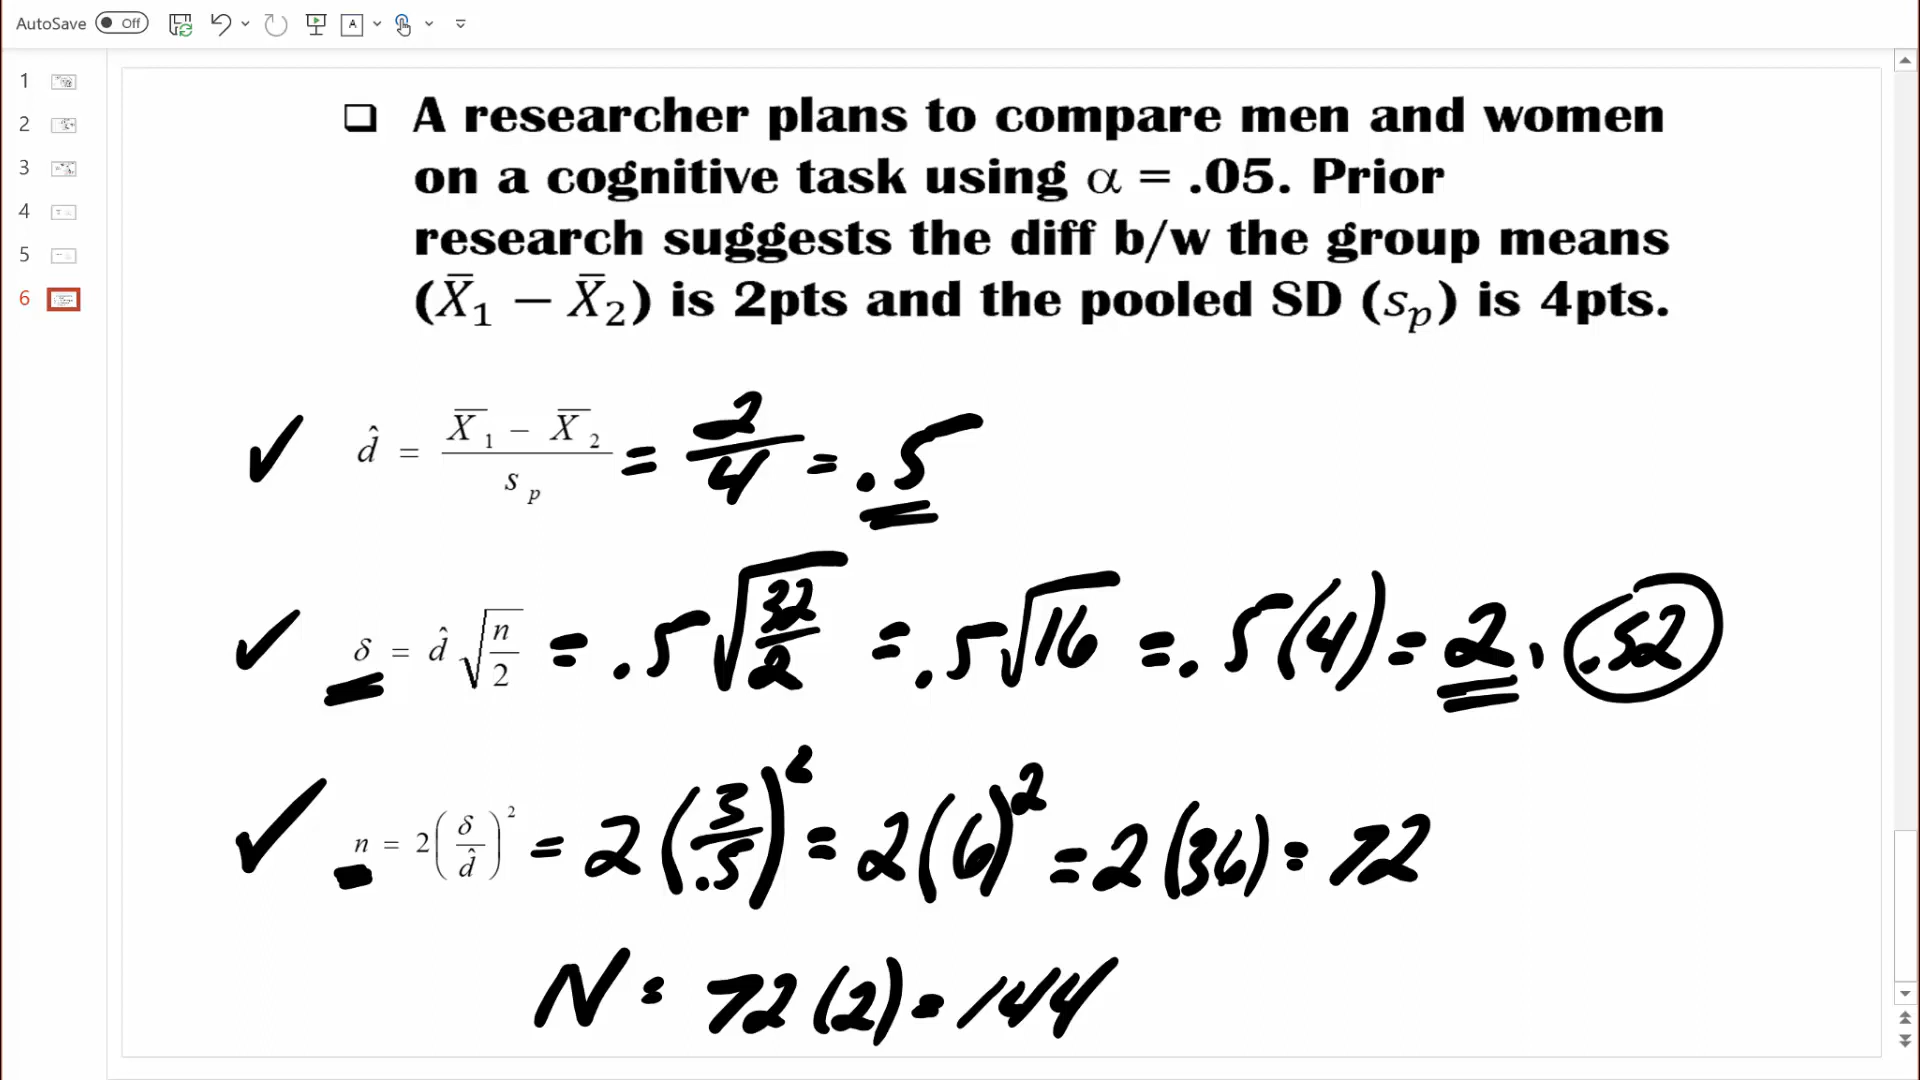 AutoSave Off A
1
2
3
4
5
6
❑ A researcher plans to compare men and women
on a cognitive task using α = .05. Prior
research suggests the diff b/w the group means
(X̅₁ − X̅₂) is 2pts and the pooled SD (sₚ) is 4pts.
✓ d̂ = (X̅₁ − X̅₂) / sₚ = 2/4 = .5
✓ δ = d̂ √(n/2) = .5 √(32/2) = .5 √16 = .5(4) = 2, .52
✓ n = 2(δ/d̂)² = 2(3/.5)² = 2(6)² = 2(36) = 72
N = 72(2) = 144